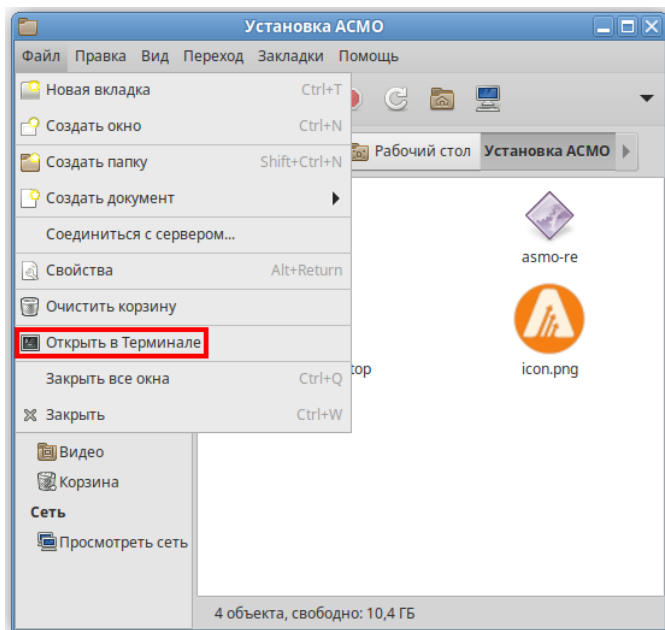 Установка АСМО
Файл Правка Вид Переход Закладки Помощь
Новая вкладка Ctrl+T
Создать окно Ctrl+N
Создать папку Shift+Ctrl+N
Создать документ
Соединиться с сервером...
Свойства Alt+Return
Очистить корзину
Открыть в Терминале
Закрыть все окна Ctrl+Q
Закрыть Ctrl+W
Рабочий стол Установка АСМО
asmo-re
top icon.png
Видео
Корзина
Сеть
Просмотреть сеть
4 объекта, свободно: 10,4 ГБ